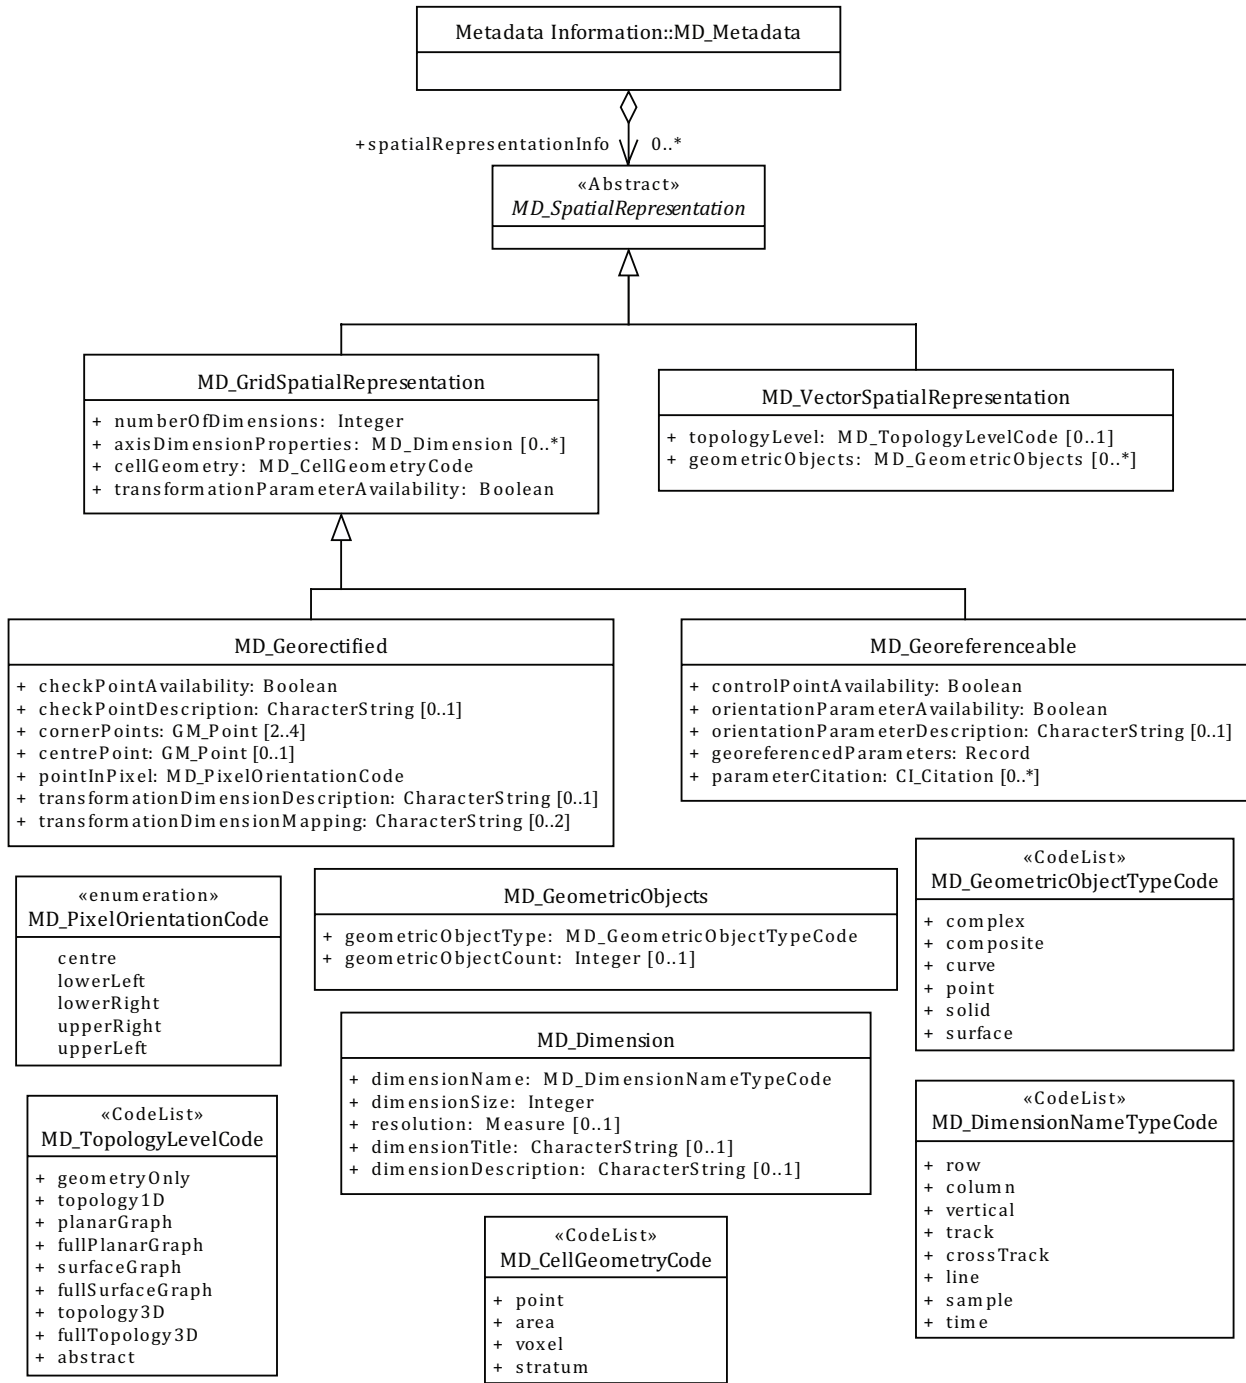 Metadata Information::MD_Metadata
+spatialRepresentationInfo 0..*
«Abstract»
MD_SpatialRepresentation
MD_GridSpatialRepresentation
+ numberOfDimensions: Integer
+ axisDimensionProperties: MD_Dimension [0..*]
+ cellGeometry: MD_CellGeometryCode
+ transformationParameterAvailability: Boolean
MD_VectorSpatialRepresentation
+ topologyLevel: MD_TopologyLevelCode [0..1]
+ geometricObjects: MD_GeometricObjects [0..*]
MD_Georectified
+ checkPointAvailability: Boolean
+ checkPointDescription: CharacterString [0..1]
+ cornerPoints: GM_Point [2..4]
+ centrePoint: GM_Point [0..1]
+ pointInPixel: MD_PixelOrientationCode
+ transformationDimensionDescription: CharacterString [0..1]
+ transformationDimensionMapping: CharacterString [0..2]
MD_Georeferenceable
+ controlPointAvailability: Boolean
+ orientationParameterAvailability: Boolean
+ orientationParameterDescription: CharacterString [0..1]
+ georeferencedParameters: Record
+ parameterCitation: CI_Citation [0..*]
«enumeration»
MD_PixelOrientationCode
centre
lowerLeft
lowerRight
upperRight
upperLeft
MD_GeometricObjects
+ geometricObjectType: MD_GeometricObjectTypeCode
+ geometricObjectCount: Integer [0..1]
«CodeList»
MD_GeometricObjectTypeCode
+ complex
+ composite
+ curve
+ point
+ solid
+ surface
MD_Dimension
+ dimensionName: MD_DimensionNameTypeCode
+ dimensionSize: Integer
+ resolution: Measure [0..1]
+ dimensionTitle: CharacterString [0..1]
+ dimensionDescription: CharacterString [0..1]
«CodeList»
MD_TopologyLevelCode
+ geometryOnly
+ topology1D
+ planarGraph
+ fullPlanarGraph
+ surfaceGraph
+ fullSurfaceGraph
+ topology3D
+ fullTopology3D
+ abstract
«CodeList»
MD_CellGeometryCode
+ point
+ area
+ voxel
+ stratum
«CodeList»
MD_DimensionNameTypeCode
+ row
+ column
+ vertical
+ track
+ crossTrack
+ line
+ sample
+ time